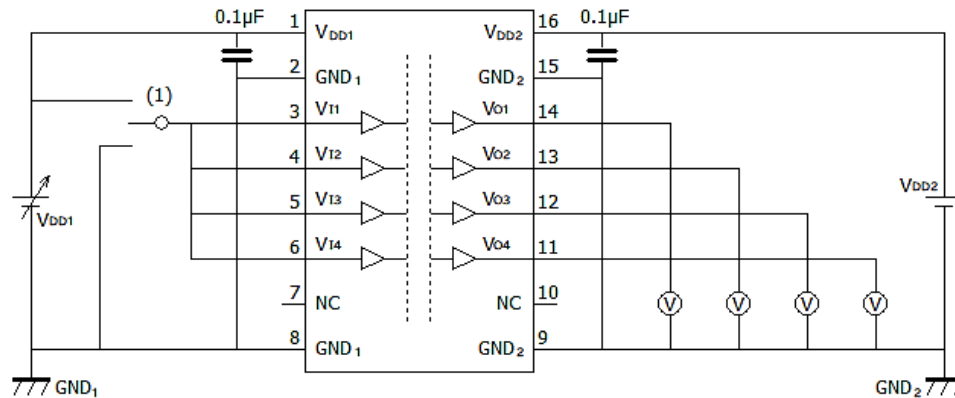 0.1μF 1 16 0.1μF
VDD1 VDD2
2 15
GND1 GND2
(1) 3 14
VI1 VO1
4 13
VI2 VO2
VDD2
5 12
VDD1 VI3 VO3
6 11
VI4 VO4
7 10
NC NC
V V V V
8 9
GND1 GND2
GND1 GND2